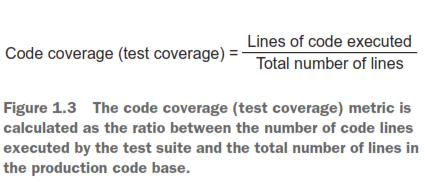 Code coverage (test coverage) = Lines of code executed
Total number of lines
Figure 1.3 The code coverage (test coverage) metric is
calculated as the ratio between the number of code lines
executed by the test suite and the total number of lines in
the production code base.